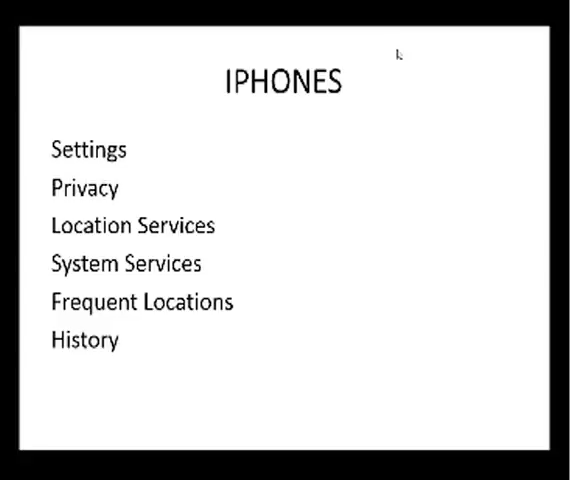 IPHONES
Settings
Privacy
Location Services
System Services
Frequent Locations
History